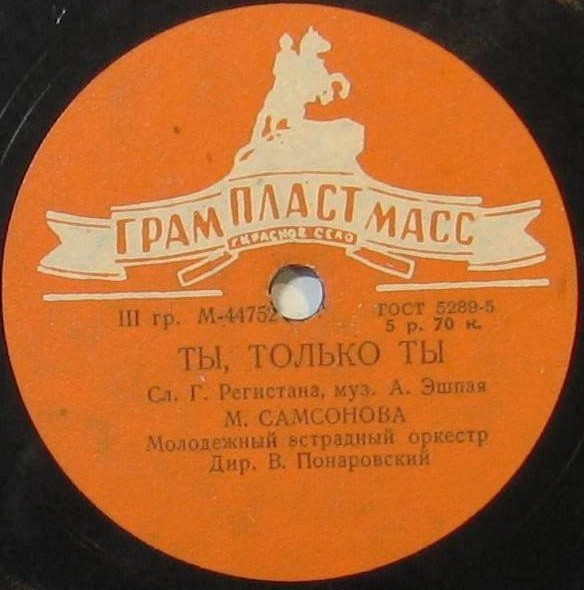 ГРАМПЛАСТМАСС
Г. КРАСНОЕ СЕЛО
III гр. М-44752
ГОСТ 5289-5
5 р. 70 к.
ТЫ, ТОЛЬКО ТЫ
Сл. Г. Регистана, муз. А. Эшпая
М. САМСОНОВА
Молодежный эстрадный оркестр
Дир. В. Понаровский